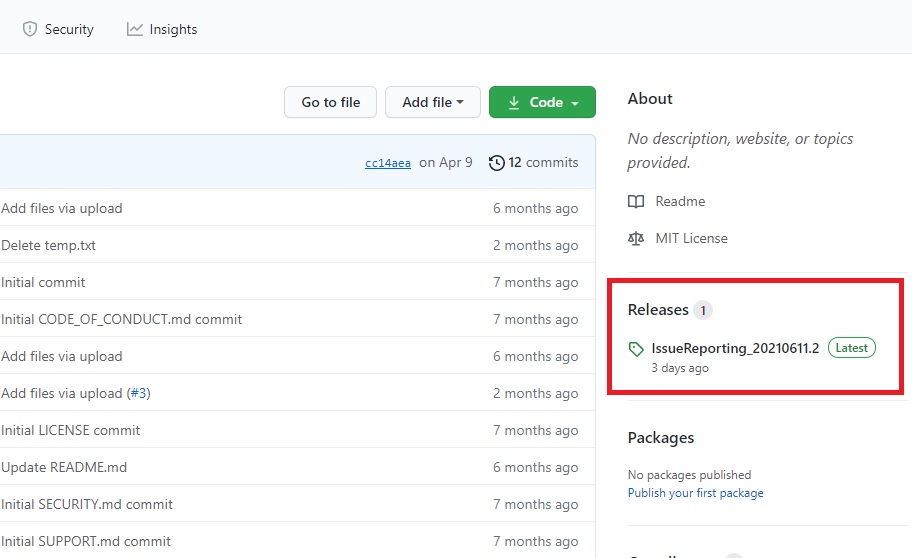 Security Insights
Go to file Add file Code
cc14aea on Apr 9 12 commits
Add files via upload 6 months ago
Delete temp.txt 2 months ago
Initial commit 7 months ago
Initial CODE_OF_CONDUCT.md commit 7 months ago
Add files via upload 6 months ago
Add files via upload (#3) 2 months ago
Initial LICENSE commit 7 months ago
Update README.md 6 months ago
Initial SECURITY.md commit 7 months ago
Initial SUPPORT.md commit 7 months ago
About
No description, website, or topics
provided.
Readme
MIT License
Releases 1
IssueReporting_20210611.2 Latest
3 days ago
Packages
No packages published
Publish your first package